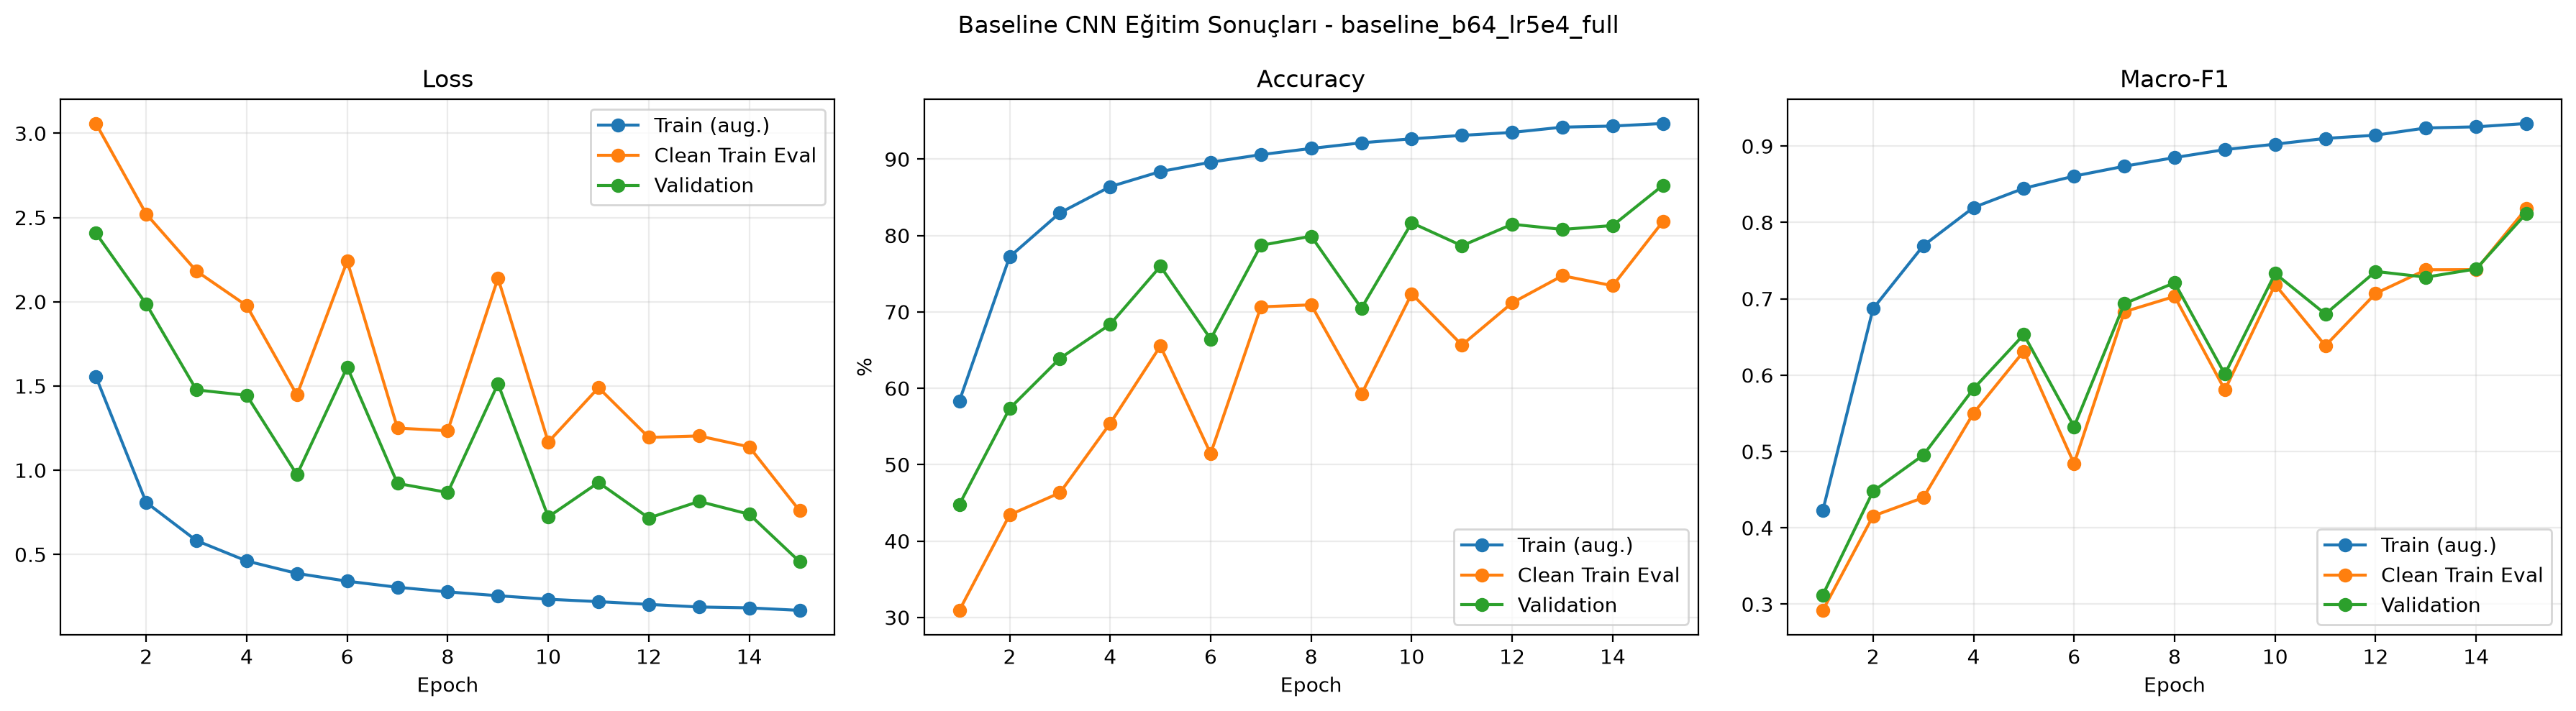 Baseline CNN Eğitim Sonuçları - baseline_b64_lr5e4_full
Loss
3.0
2.5
2.0
1.5
1.0
0.5
2 4 6 8 10 12 14
Epoch
Train (aug.)
Clean Train Eval
Validation
Accuracy
%
90
80
70
60
50
40
30
2 4 6 8 10 12 14
Epoch
Train (aug.)
Clean Train Eval
Validation
Macro-F1
0.9
0.8
0.7
0.6
0.5
0.4
0.3
2 4 6 8 10 12 14
Epoch
Train (aug.)
Clean Train Eval
Validation